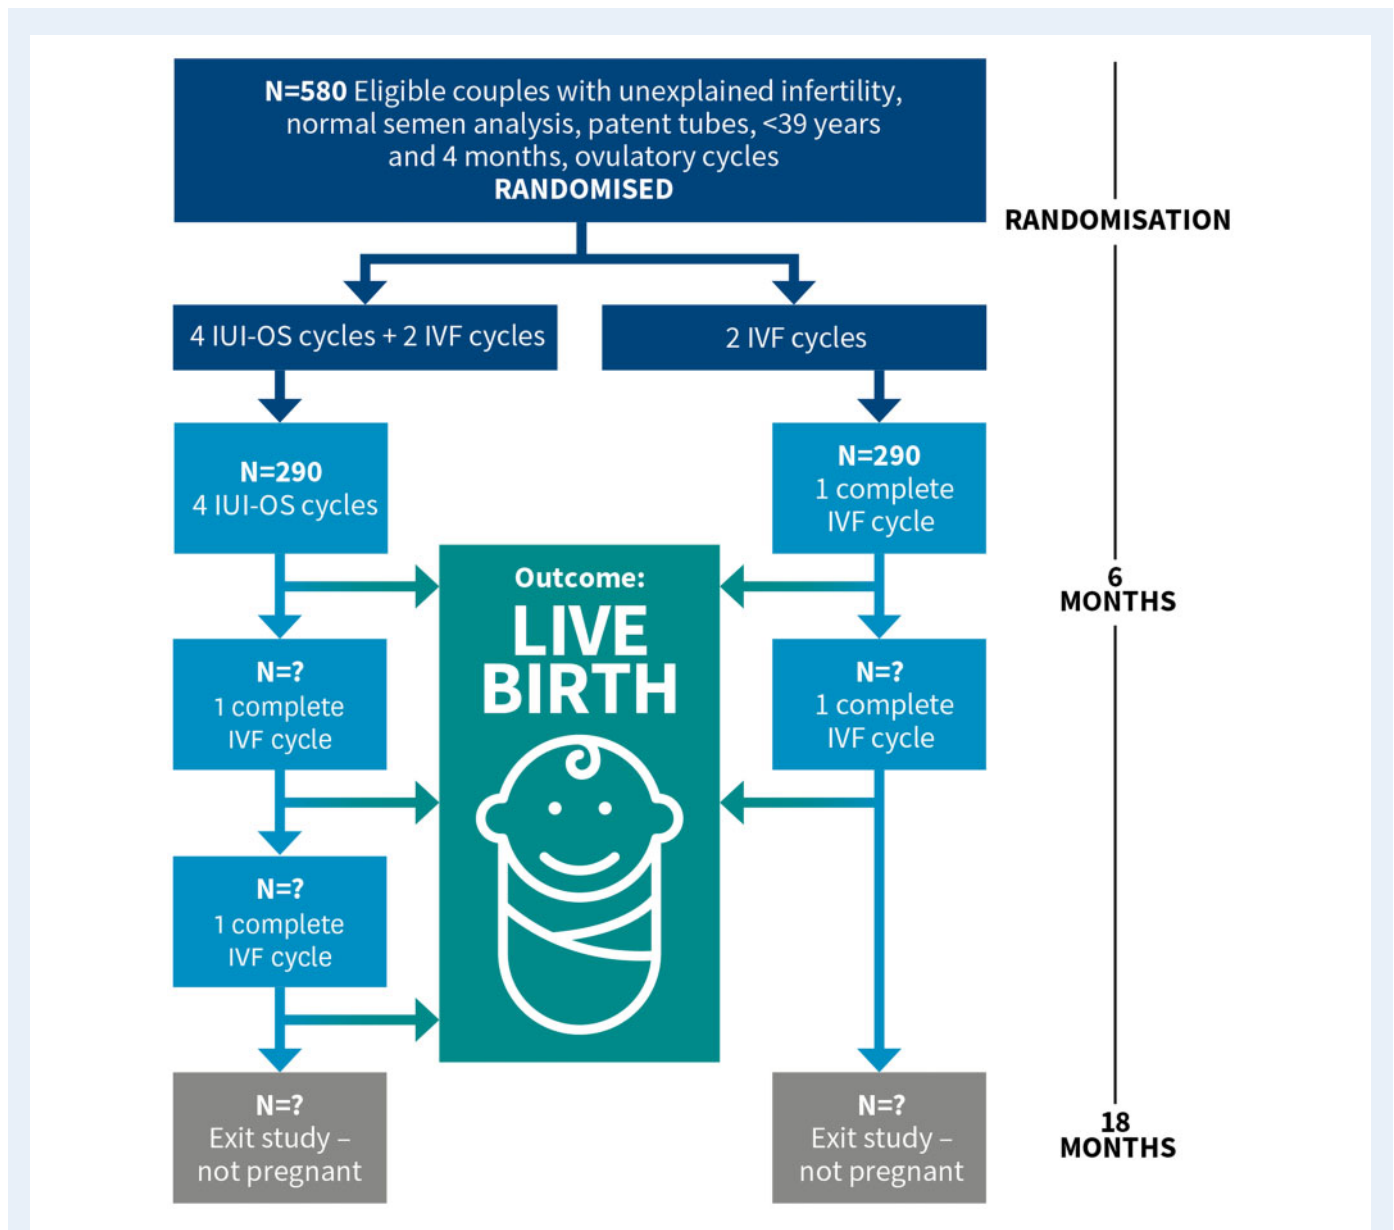 N=580 Eligible couples with unexplained infertility,
normal semen analysis, patent tubes, <39 years
and 4 months, ovulatory cycles
RANDOMISED
RANDOMISATION
4 IUI-OS cycles + 2 IVF cycles
2 IVF cycles
N=290
4 IUI-OS cycles
N=290
1 complete
IVF cycle
Outcome:
LIVE
BIRTH
6
MONTHS
N=?
1 complete
IVF cycle
N=?
1 complete
IVF cycle
N=?
1 complete
IVF cycle
N=?
Exit study –
not pregnant
N=?
Exit study –
not pregnant
18
MONTHS